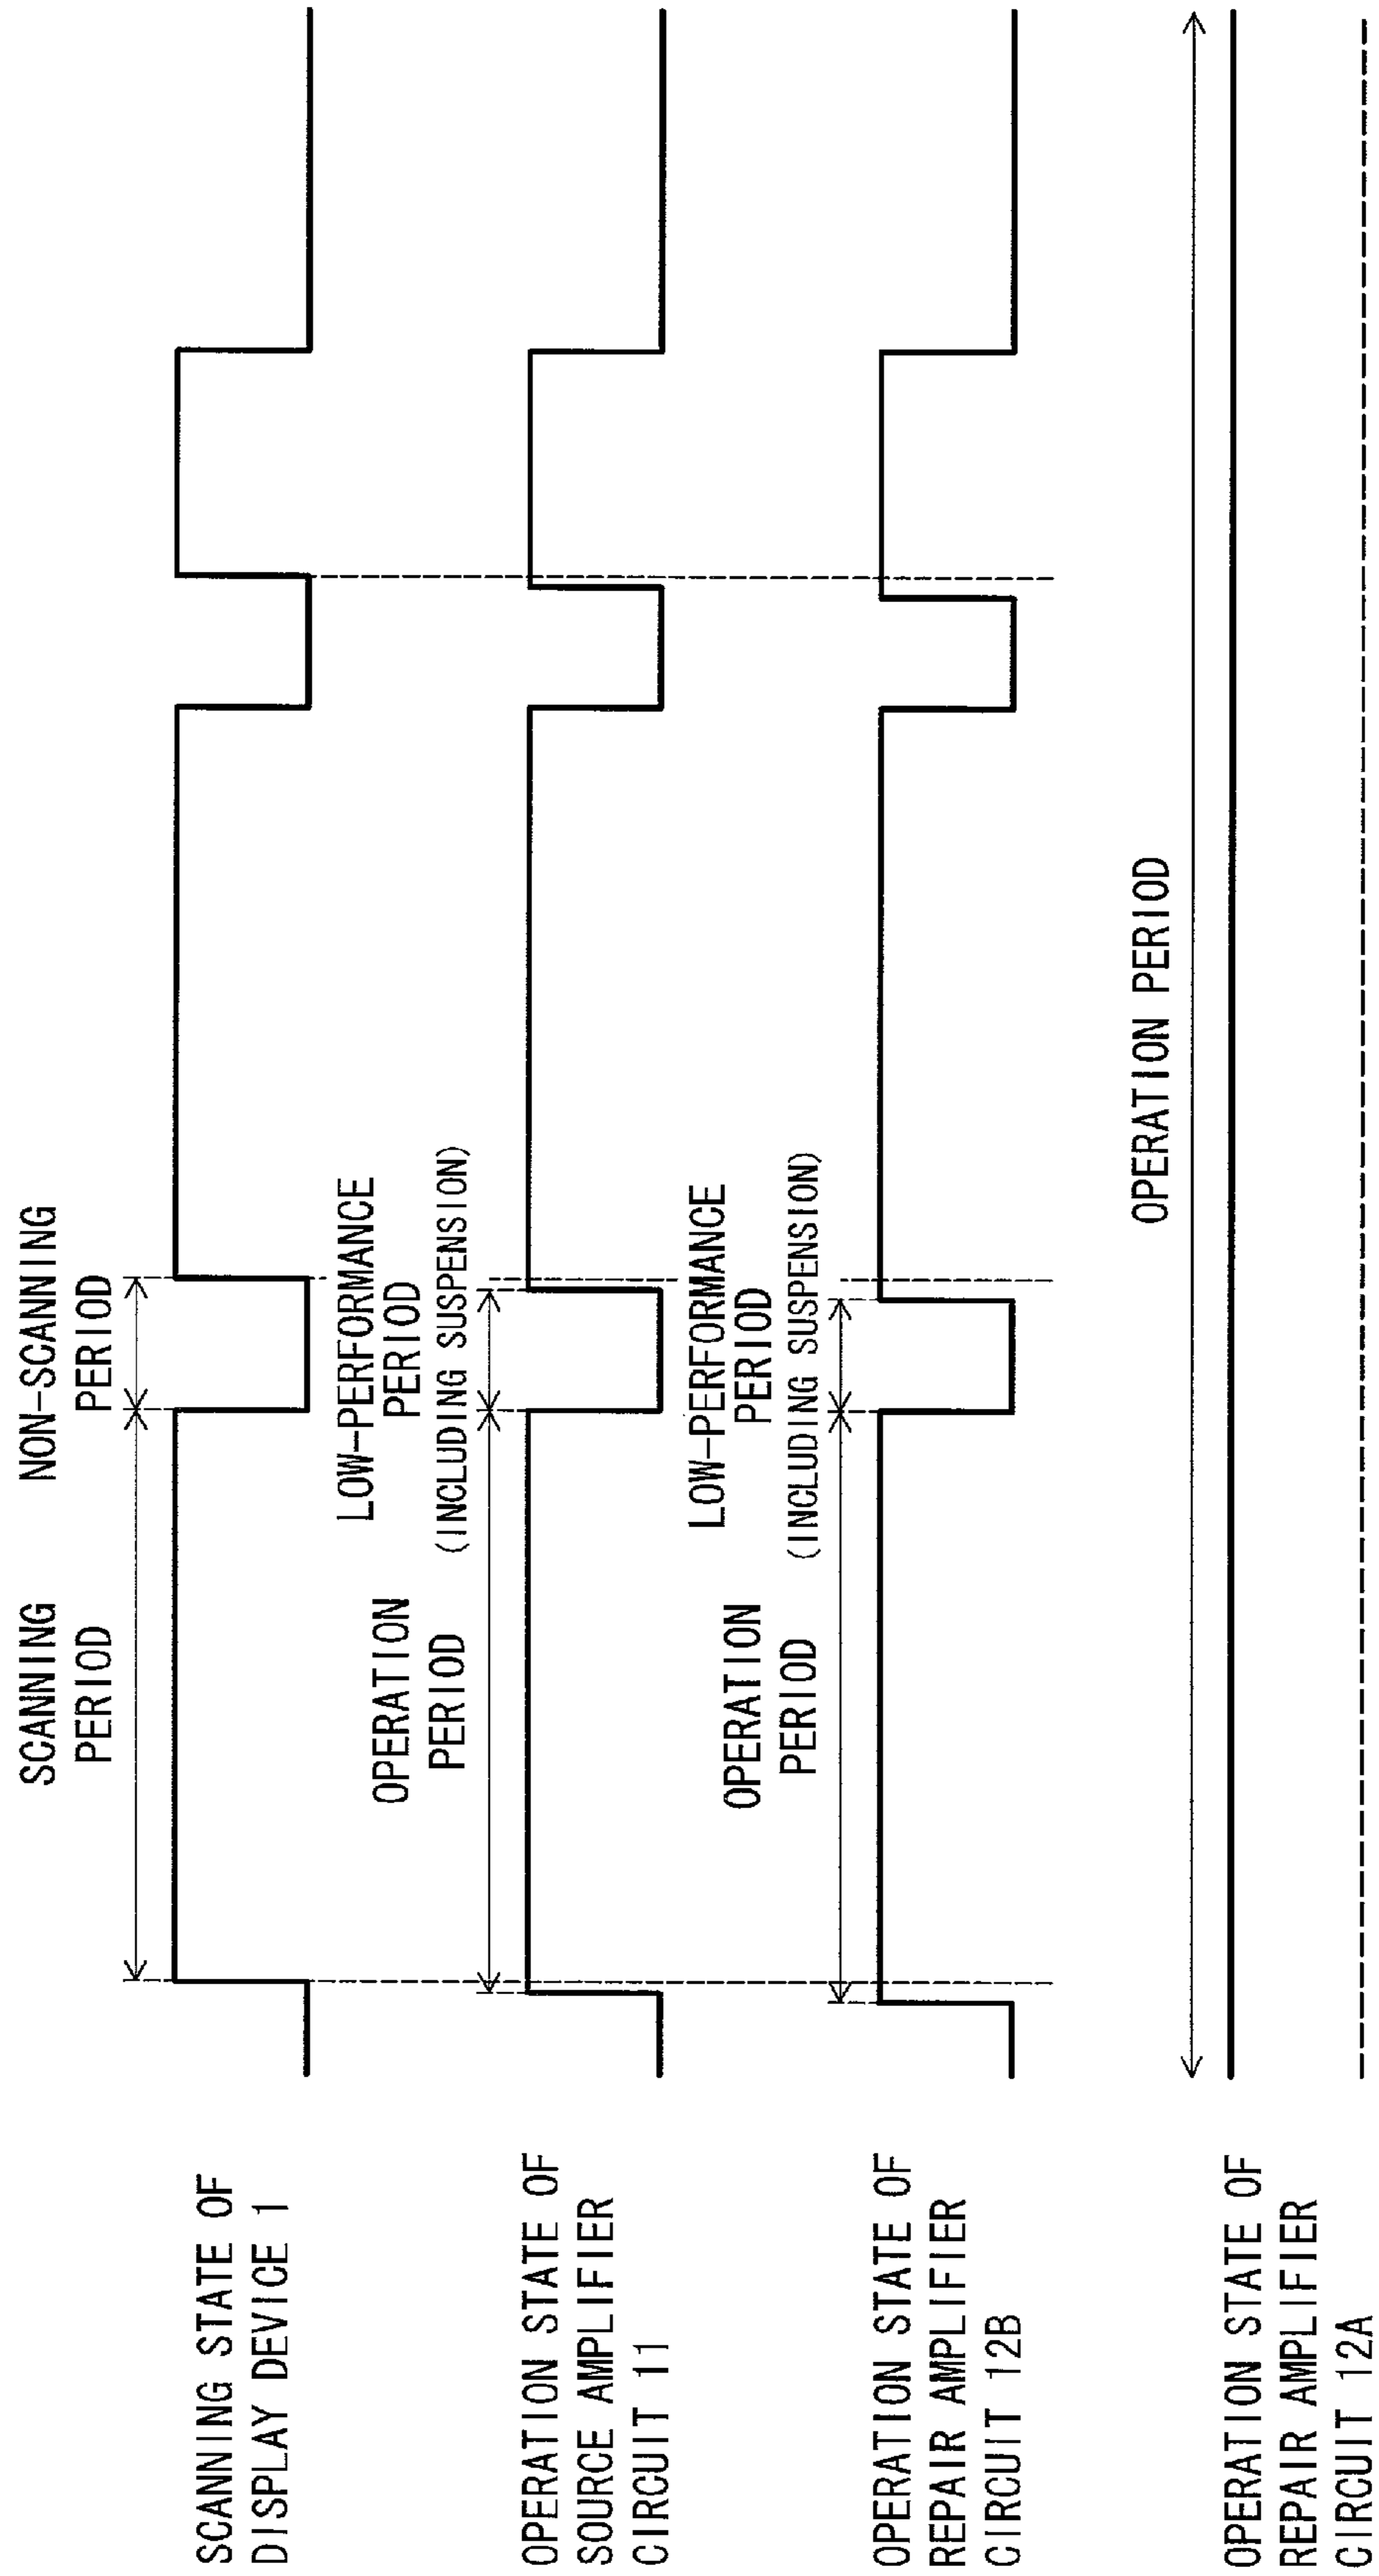 SCANNING
PERIOD
NON-SCANNING
PERIOD
SCANNING STATE OF
DISPLAY DEVICE 1
OPERATION
PERIOD
LOW-PERFORMANCE
PERIOD
(INCLUDING SUSPENSION)
OPERATION STATE OF
SOURCE AMPLIFIER
CIRCUIT 11
OPERATION
PERIOD
LOW-PERFORMANCE
PERIOD
(INCLUDING SUSPENSION)
OPERATION STATE OF
REPAIR AMPLIFIER
CIRCUIT 12B
OPERATION PERIOD
OPERATION STATE OF
REPAIR AMPLIFIER
CIRCUIT 12A